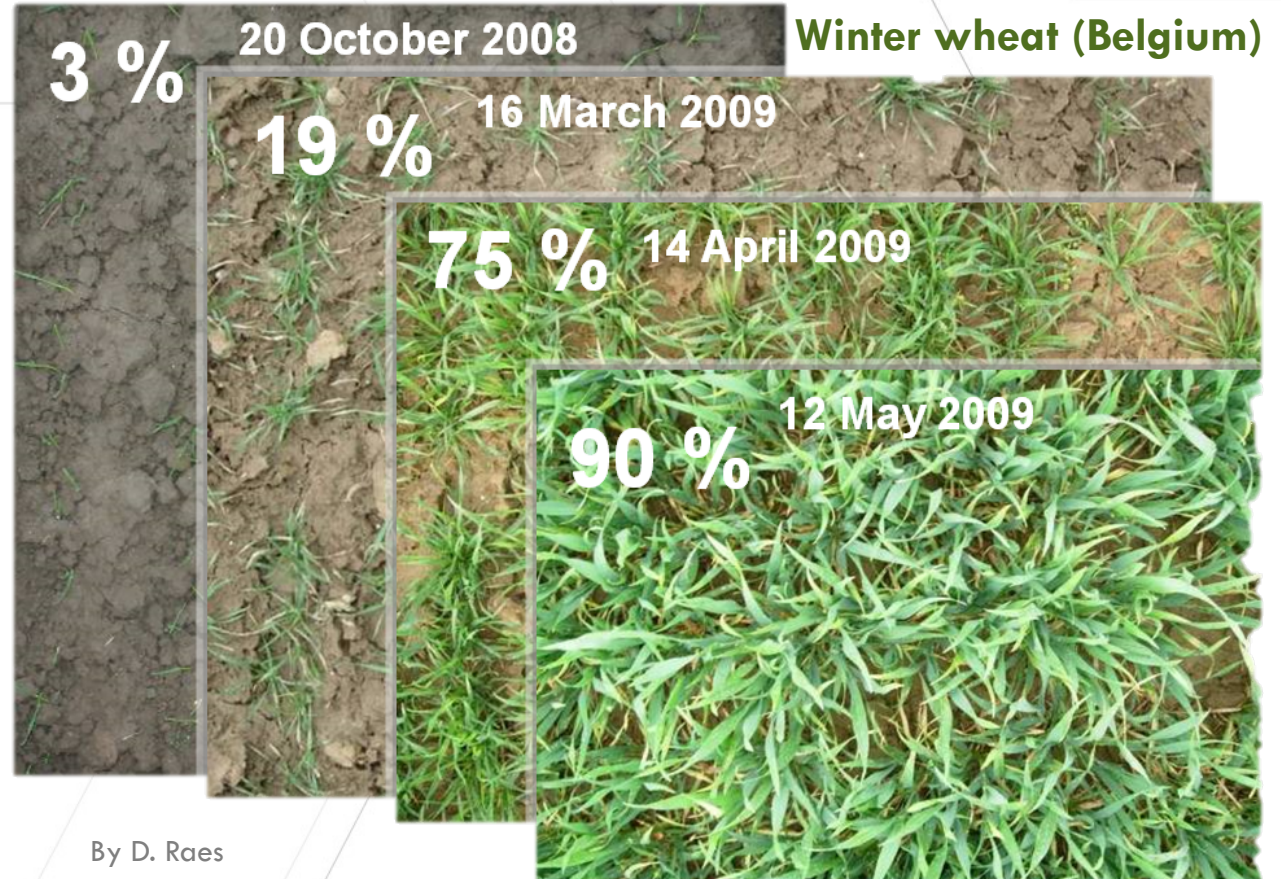 Winter wheat (Belgium)
3 %
20 October 2008
19 %
16 March 2009
75 %
14 April 2009
90 %
12 May 2009
By D. Raes